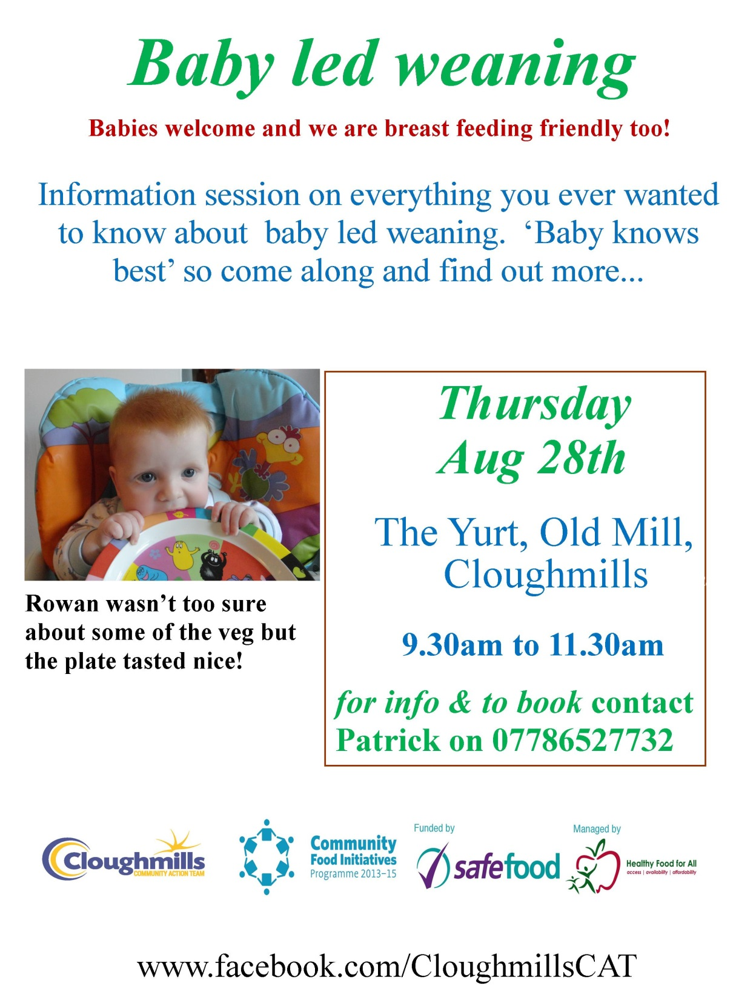 Baby led weaning
Babies welcome and we are breast feeding friendly too!
Information session on everything you ever wanted
to know about  baby led weaning.  ‘Baby knows
best’ so come along and find out more...
Thursday
Aug 28th
The Yurt, Old Mill,
Cloughmills
9.30am to 11.30am
for info & to book contact
Patrick on 07786527732
Rowan wasn’t too sure
about some of the veg but
the plate tasted nice!
Cloughmills
COMMUNITY ACTION TEAM
Community
Food Initiatives
Programme 2013–15
Funded by
safefood
Managed by
Healthy Food for All
access | availability | affordability
www.facebook.com/CloughmillsCAT